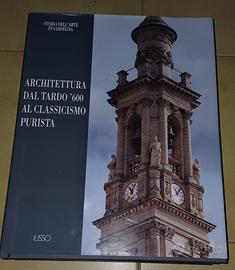 STORIA DELL'ARTE
IN SARDEGNA
ARCHITETTURA
DAL TARDO '600
AL CLASSICISMO
PURISTA
ILISSO